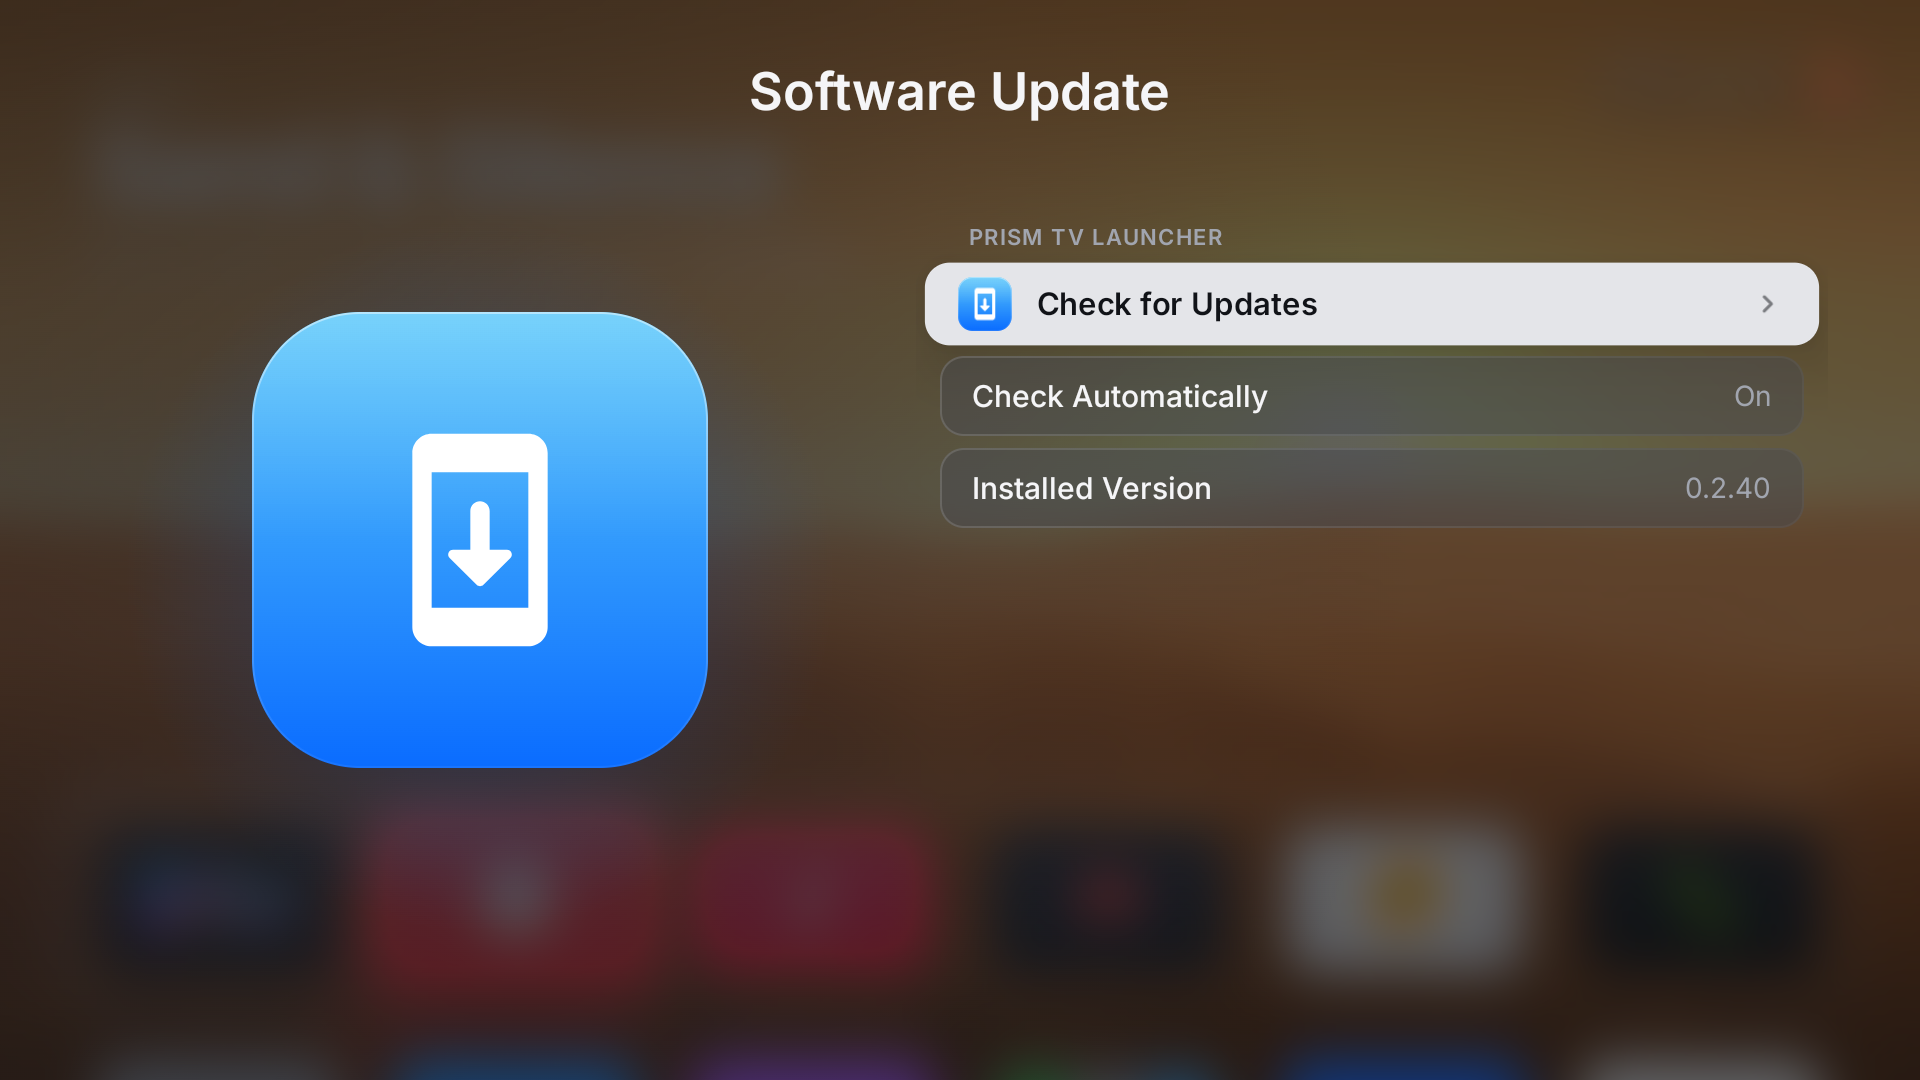 Software Update
PRISM TV LAUNCHER
Check for Updates
Check Automatically On
Installed Version 0.2.40